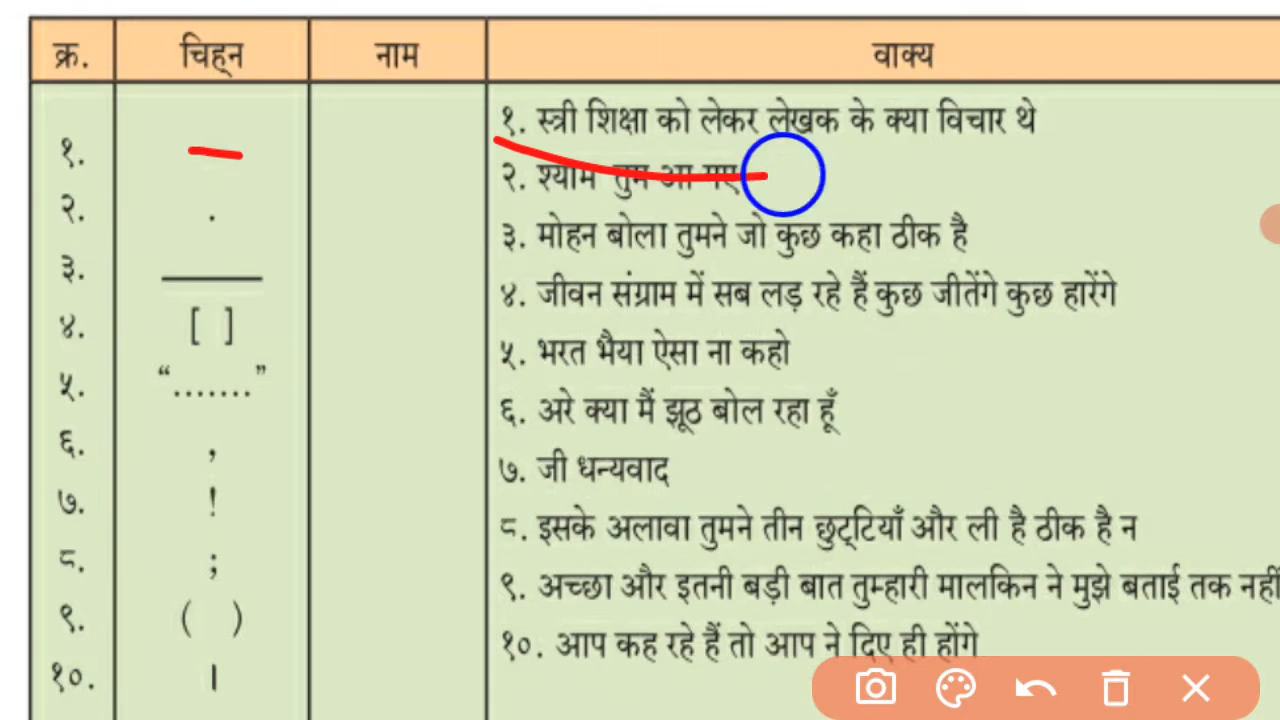 क्र. चिह्न नाम वाक्य
१. स्त्री शिक्षा को लेकर लेखक के क्या विचार थे
१. –
२. श्याम तुम आ गए
२. .
३. मोहन बोला तुमने जो कुछ कहा ठीक है
३. ———
४. जीवन संग्राम में सब लड़ रहे हैं कुछ जीतेंगे कुछ हारेंगे
४. [ ]
५. भरत भैया ऐसा ना कहो
५. “.......”
६. अरे क्या मैं झूठ बोल रहा हूँ
६. ,
७. जी धन्यवाद
७. !
८. इसके अलावा तुमने तीन छुट्टियाँ और ली है ठीक है न
८. ;
९. अच्छा और इतनी बड़ी बात तुम्हारी मालकिन ने मुझे बताई तक नहीं
९. ( )
१०. आप कह रहे हैं तो आप ने दिए ही होंगे
१०. ।